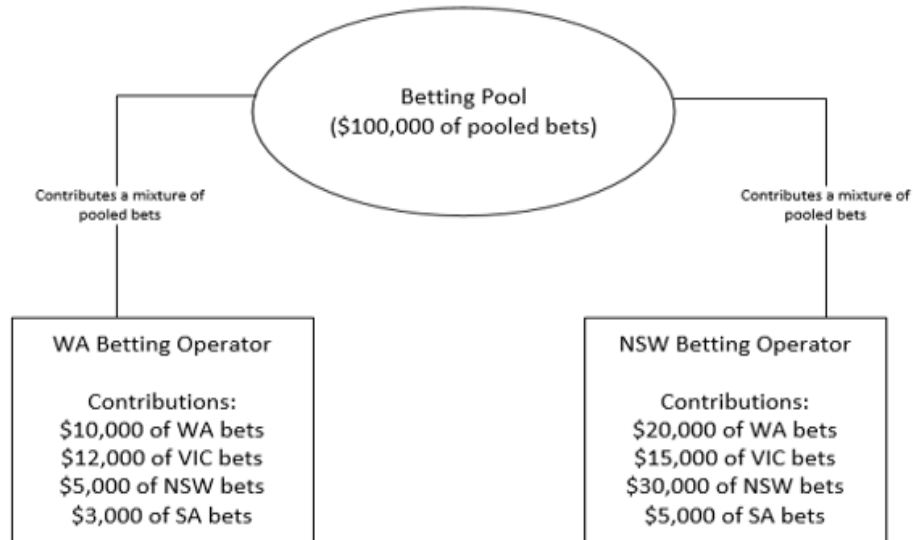 Betting Pool
($100,000 of pooled bets)
Contributes a mixture of
pooled bets
Contributes a mixture of
pooled bets
WA Betting Operator
Contributions:
$10,000 of WA bets
$12,000 of VIC bets
$5,000 of NSW bets
$3,000 of SA bets
NSW Betting Operator
Contributions:
$20,000 of WA bets
$15,000 of VIC bets
$30,000 of NSW bets
$5,000 of SA bets